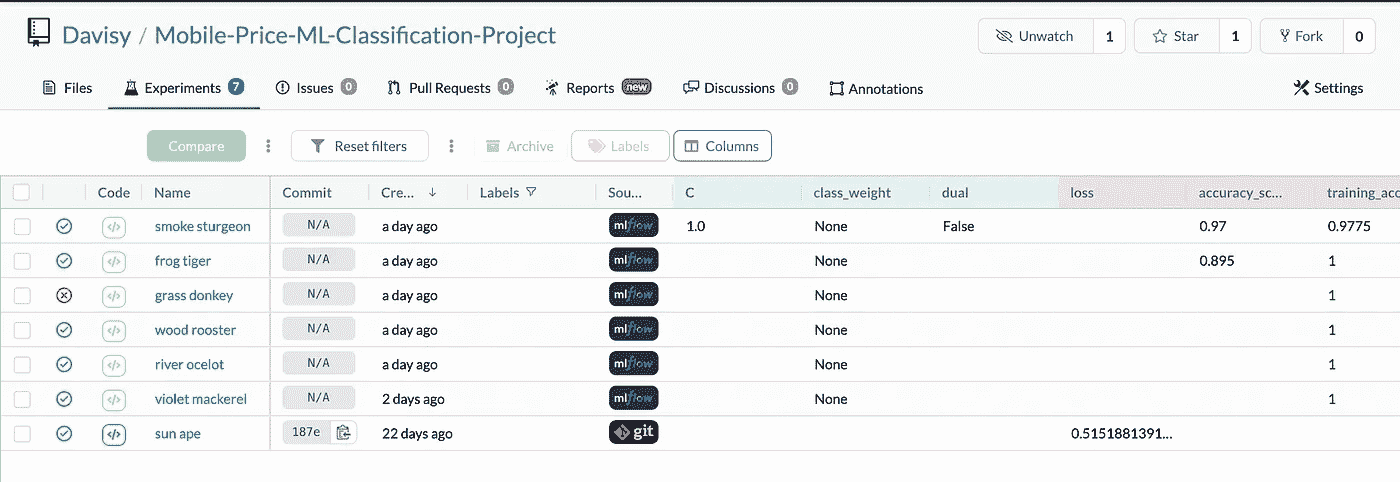 Davisy / Mobile-Price-ML-Classification-Project Unwatch 1 Star 1 Fork 0
Files Experiments 7 Issues 0 Pull Requests 0 Reports new Discussions 0 Annotations Settings
Compare Reset filters Archive Labels Columns
Code Name Commit Cre... Labels Sou... C class_weight dual loss accuracy_sc... training_acc
smoke sturgeon N/A a day ago mlflow 1.0 None False 0.97 0.9775
frog tiger N/A a day ago mlflow None 0.895 1
grass donkey N/A a day ago mlflow None 1
wood rooster N/A a day ago mlflow None 1
river ocelot N/A a day ago mlflow None 1
violet mackerel N/A 2 days ago mlflow None 1
sun ape 187e 22 days ago git 0.5151881391...